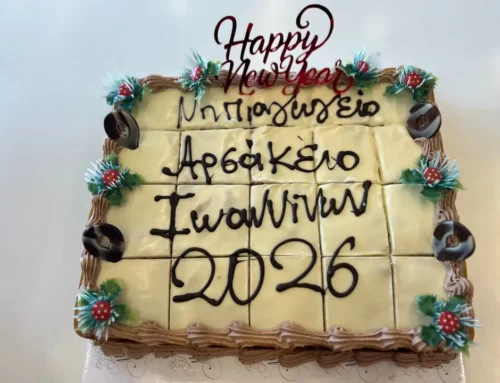 Happy
New Year
Νηπιαγωγείο
Αρσάκειο
Ιωαννίνων
2026